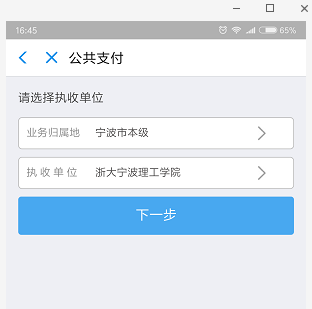 16:45 65%
公共支付
请选择执收单位
业务归属地 宁波市本级
执收单位 浙大宁波理工学院
下一步